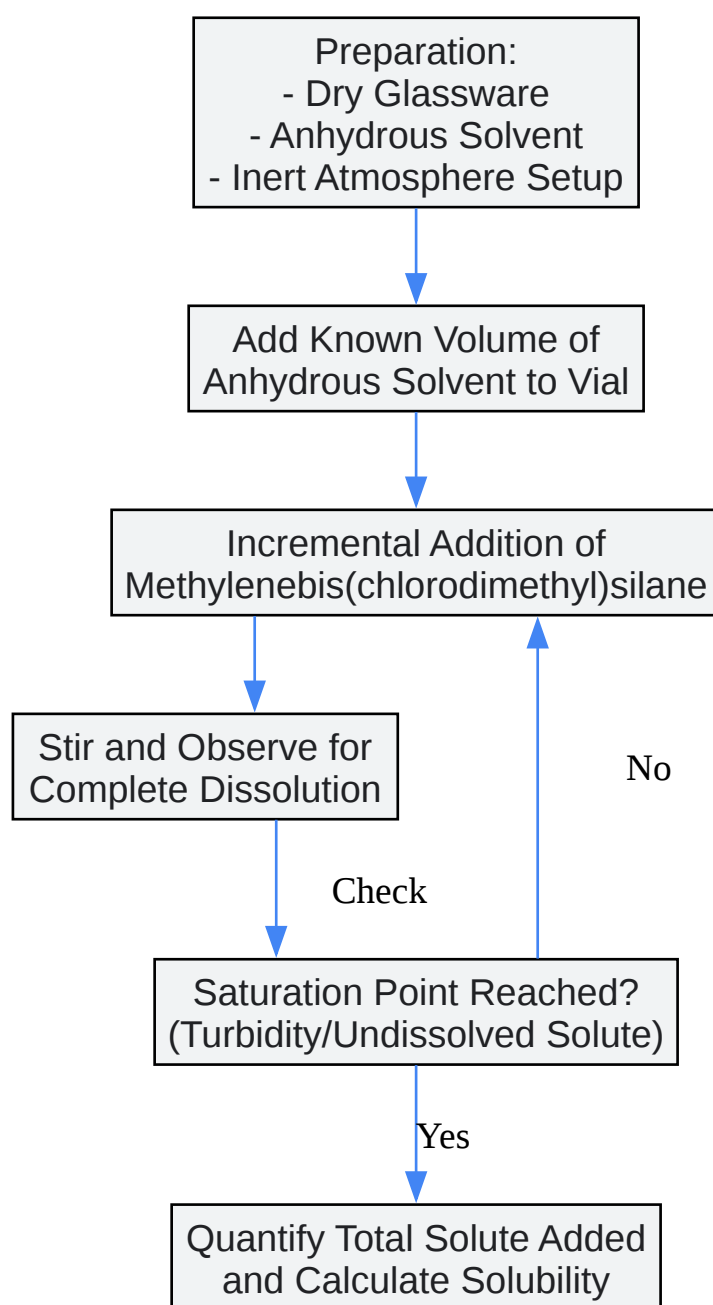 Preparation:
- Dry Glassware
- Anhydrous Solvent
- Inert Atmosphere Setup
Add Known Volume of
Anhydrous Solvent to Vial
Incremental Addition of
Methylenebis(chlorodimethyl)silane
Stir and Observe for
Complete Dissolution
No
Check
Saturation Point Reached?
(Turbidity/Undissolved Solute)
Yes
Quantify Total Solute Added
and Calculate Solubility